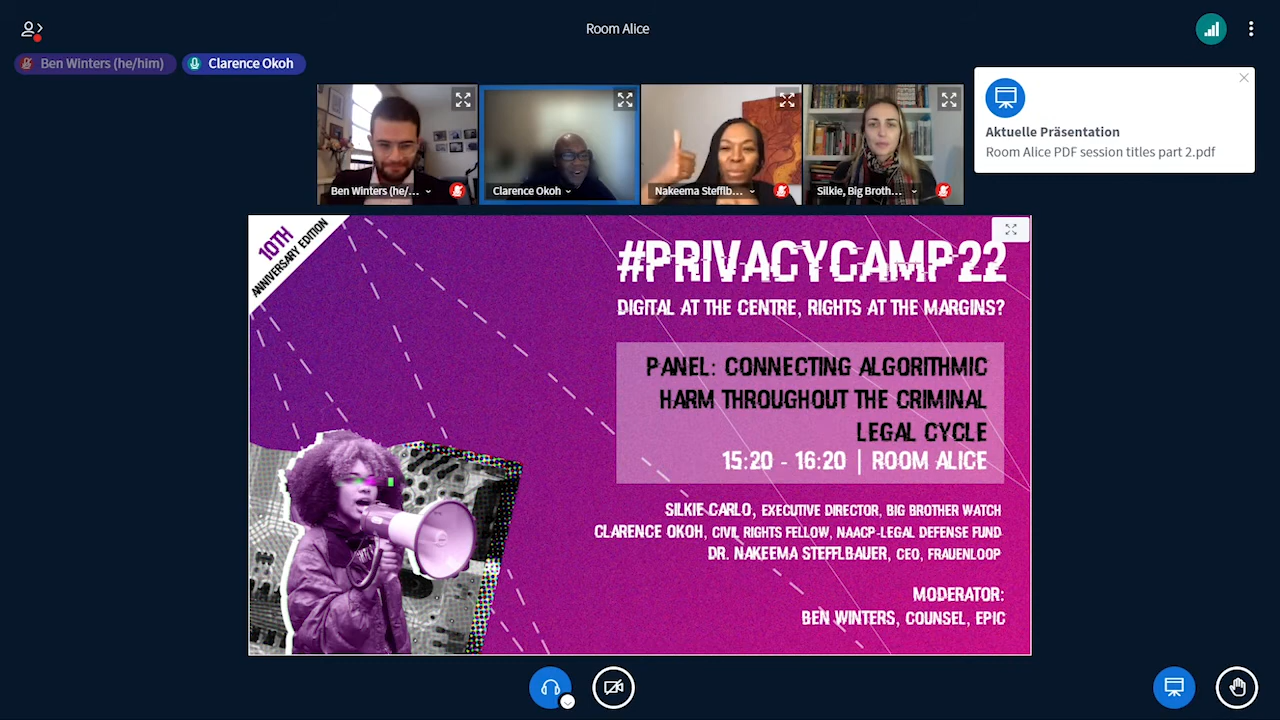 Room Alice
Ben Winters (he/him)
Clarence Okoh
Aktuelle Präsentation
Room Alice PDF session titles part 2.pdf
Ben Winters (he/...
Clarence Okoh
Nakeema Stefflb...
Silkie, Big Broth...
10TH
ANNIVERSARY EDITION
#PRIVACYCAMP22
DIGITAL AT THE CENTRE, RIGHTS AT THE MARGINS?
PANEL: CONNECTING ALGORITHMIC
HARM THROUGHOUT THE CRIMINAL
LEGAL CYCLE
15:20 - 16:20 | ROOM ALICE
SILKIE CARLO, EXECUTIVE DIRECTOR, BIG BROTHER WATCH
CLARENCE OKOH, CIVIL RIGHTS FELLOW, NAACP-LEGAL DEFENSE FUND
DR. NAKEEMA STEFFLBAUER, CEO, FRAUENLOOP
MODERATOR:
BEN WINTERS, COUNSEL, EPIC